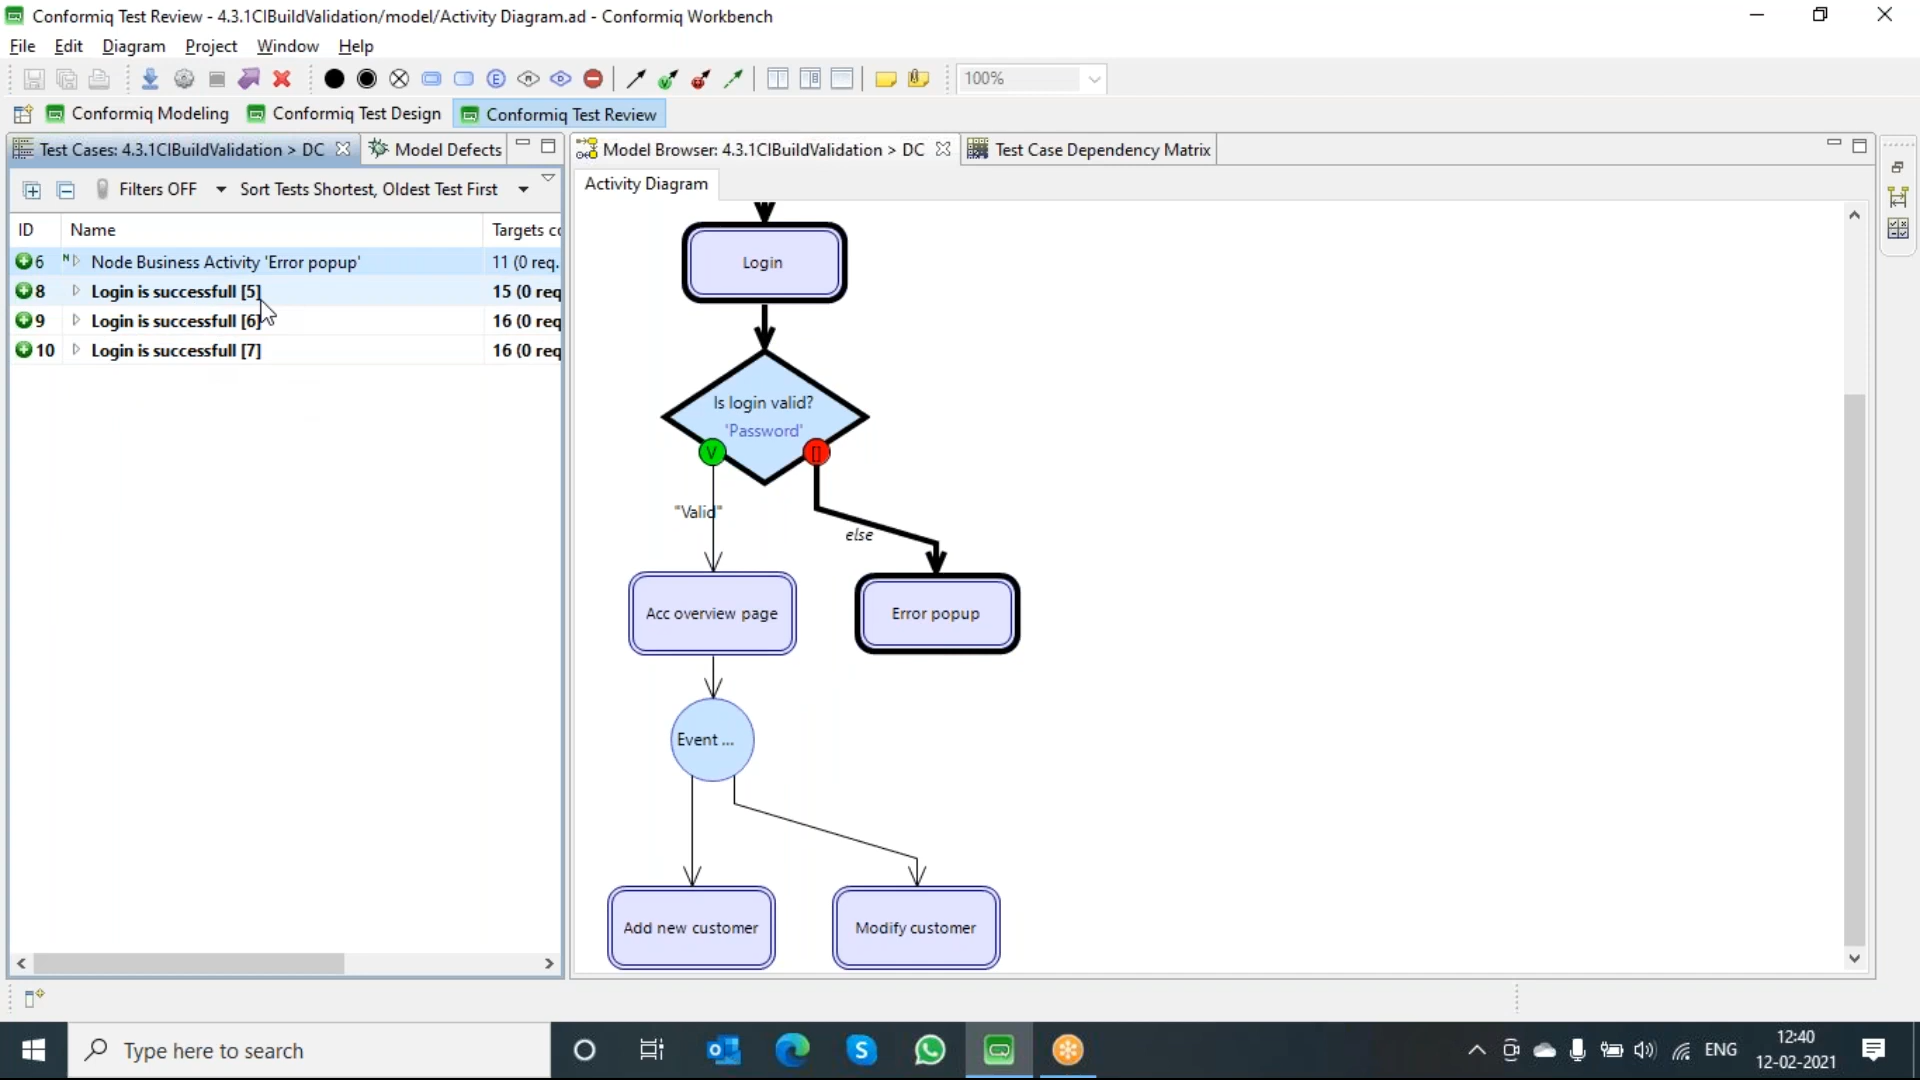 Conformiq Test Review - 4.3.1CIBuildValidation/model/Activity Diagram.ad - Conformiq Workbench
File Edit Diagram Project Window Help
100%
Conformiq Modeling Conformiq Test Design Conformiq Test Review
Test Cases: 4.3.1CIBuildValidation > DC Model Defects
Filters OFF Sort Tests Shortest, Oldest Test First
ID Name Targets cc
6 N Node Business Activity 'Error popup' 11 (0 req.
8 Login is successfull [5] 15 (0 req
9 Login is successfull [6] 16 (0 req
10 Login is successfull [7] 16 (0 req
Model Browser: 4.3.1CIBuildValidation > DC Test Case Dependency Matrix
Activity Diagram
Login
Is login valid?
'Password'
V []
"Valid"
else
Acc overview page
Error popup
Event ...
Add new customer
Modify customer
Type here to search
ENG
12:40
12-02-2021